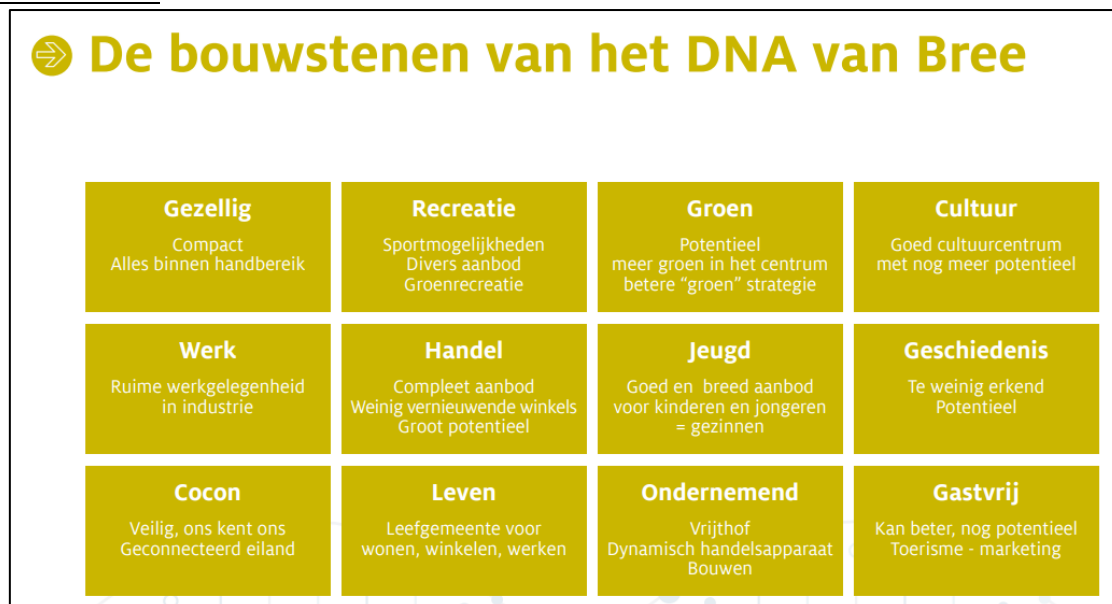 De bouwstenen van het DNA van Bree
Gezellig
Compact
Alles binnen handbereik
Recreatie
Sportmogelijkheden
Divers aanbod
Groenrecreatie
Groen
Potentieel
meer groen in het centrum
betere “groen” strategie
Cultuur
Goed cultuurcentrum
met nog meer potentieel
Werk
Ruime werkgelegenheid
in industrie
Handel
Compleet aanbod
Weinig vernieuwende winkels
Groot potentieel
Jeugd
Goed en breed aanbod
voor kinderen en jongeren
= gezinnen
Geschiedenis
Te weinig erkend
Potentieel
Cocon
Veilig, ons kent ons
Geconnecteerd eiland
Leven
Leefgemeente voor
wonen, winkelen, werken
Ondernemend
Vrijthof
Dynamisch handelsapparaat
Bouwen
Gastvrij
Kan beter, nog potentieel
Toerisme - marketing